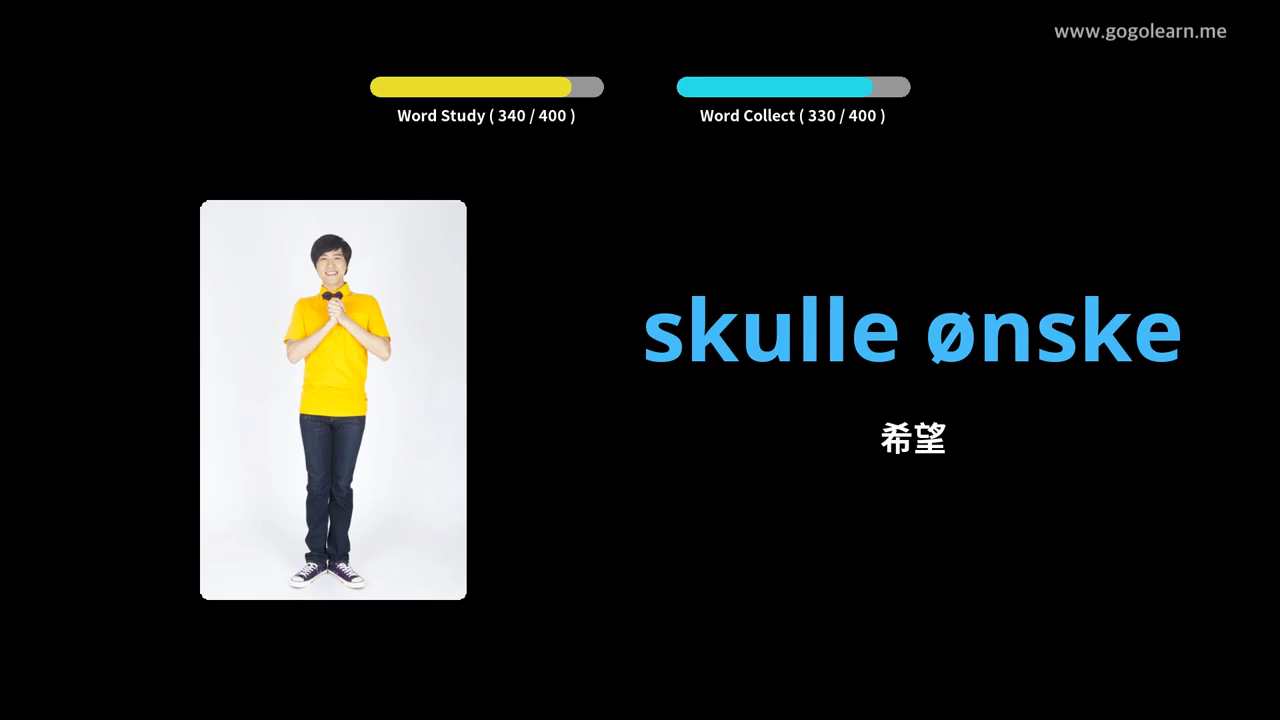 www.gogolearn.me
Word Study ( 340 / 400 )
Word Collect ( 330 / 400 )
skulle ønske
希望